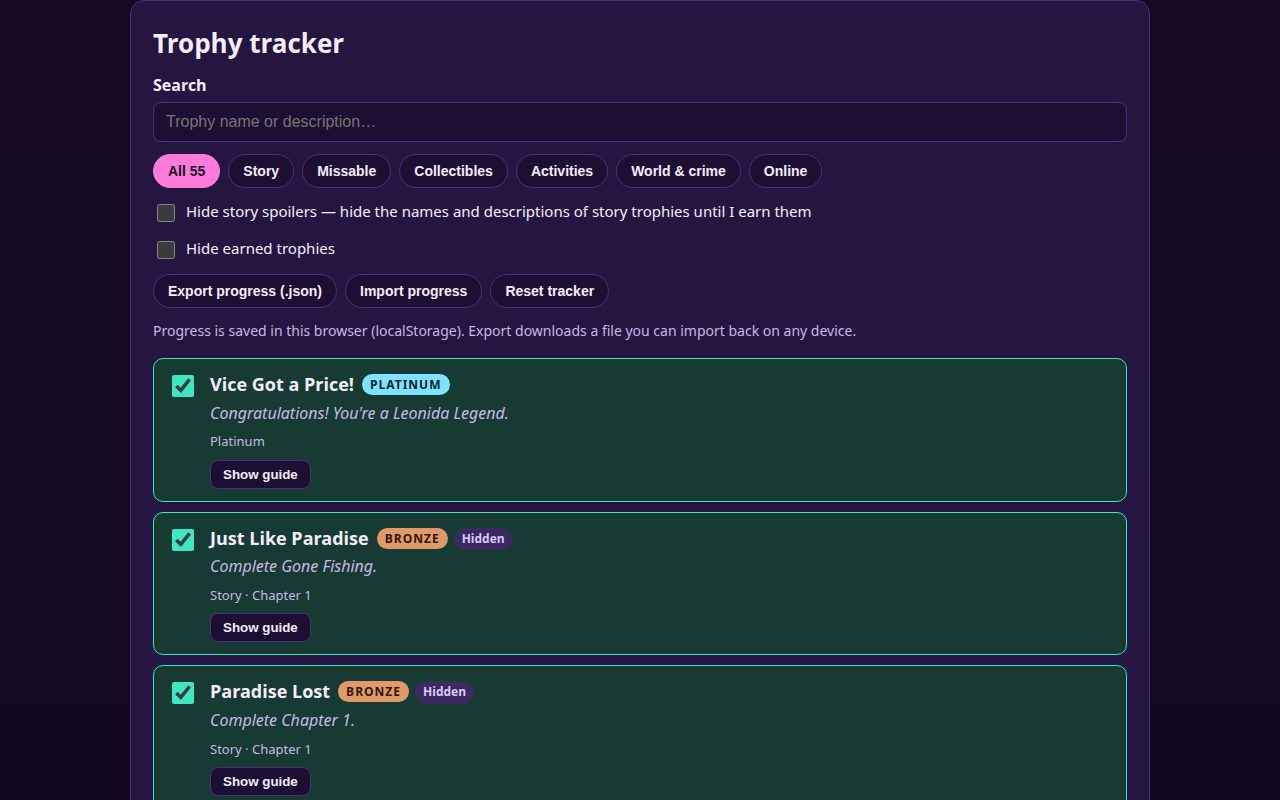 Trophy tracker
Search
Trophy name or description…
All 55 Story Missable Collectibles Activities World & crime Online
Hide story spoilers — hide the names and descriptions of story trophies until I earn them
Hide earned trophies
Export progress (.json) Import progress Reset tracker
Progress is saved in this browser (localStorage). Export downloads a file you can import back on any device.
Vice Got a Price! PLATINUM
Congratulations! You're a Leonida Legend.
Platinum
Show guide
Just Like Paradise BRONZE Hidden
Complete Gone Fishing.
Story · Chapter 1
Show guide
Paradise Lost BRONZE Hidden
Complete Chapter 1.
Story · Chapter 1
Show guide